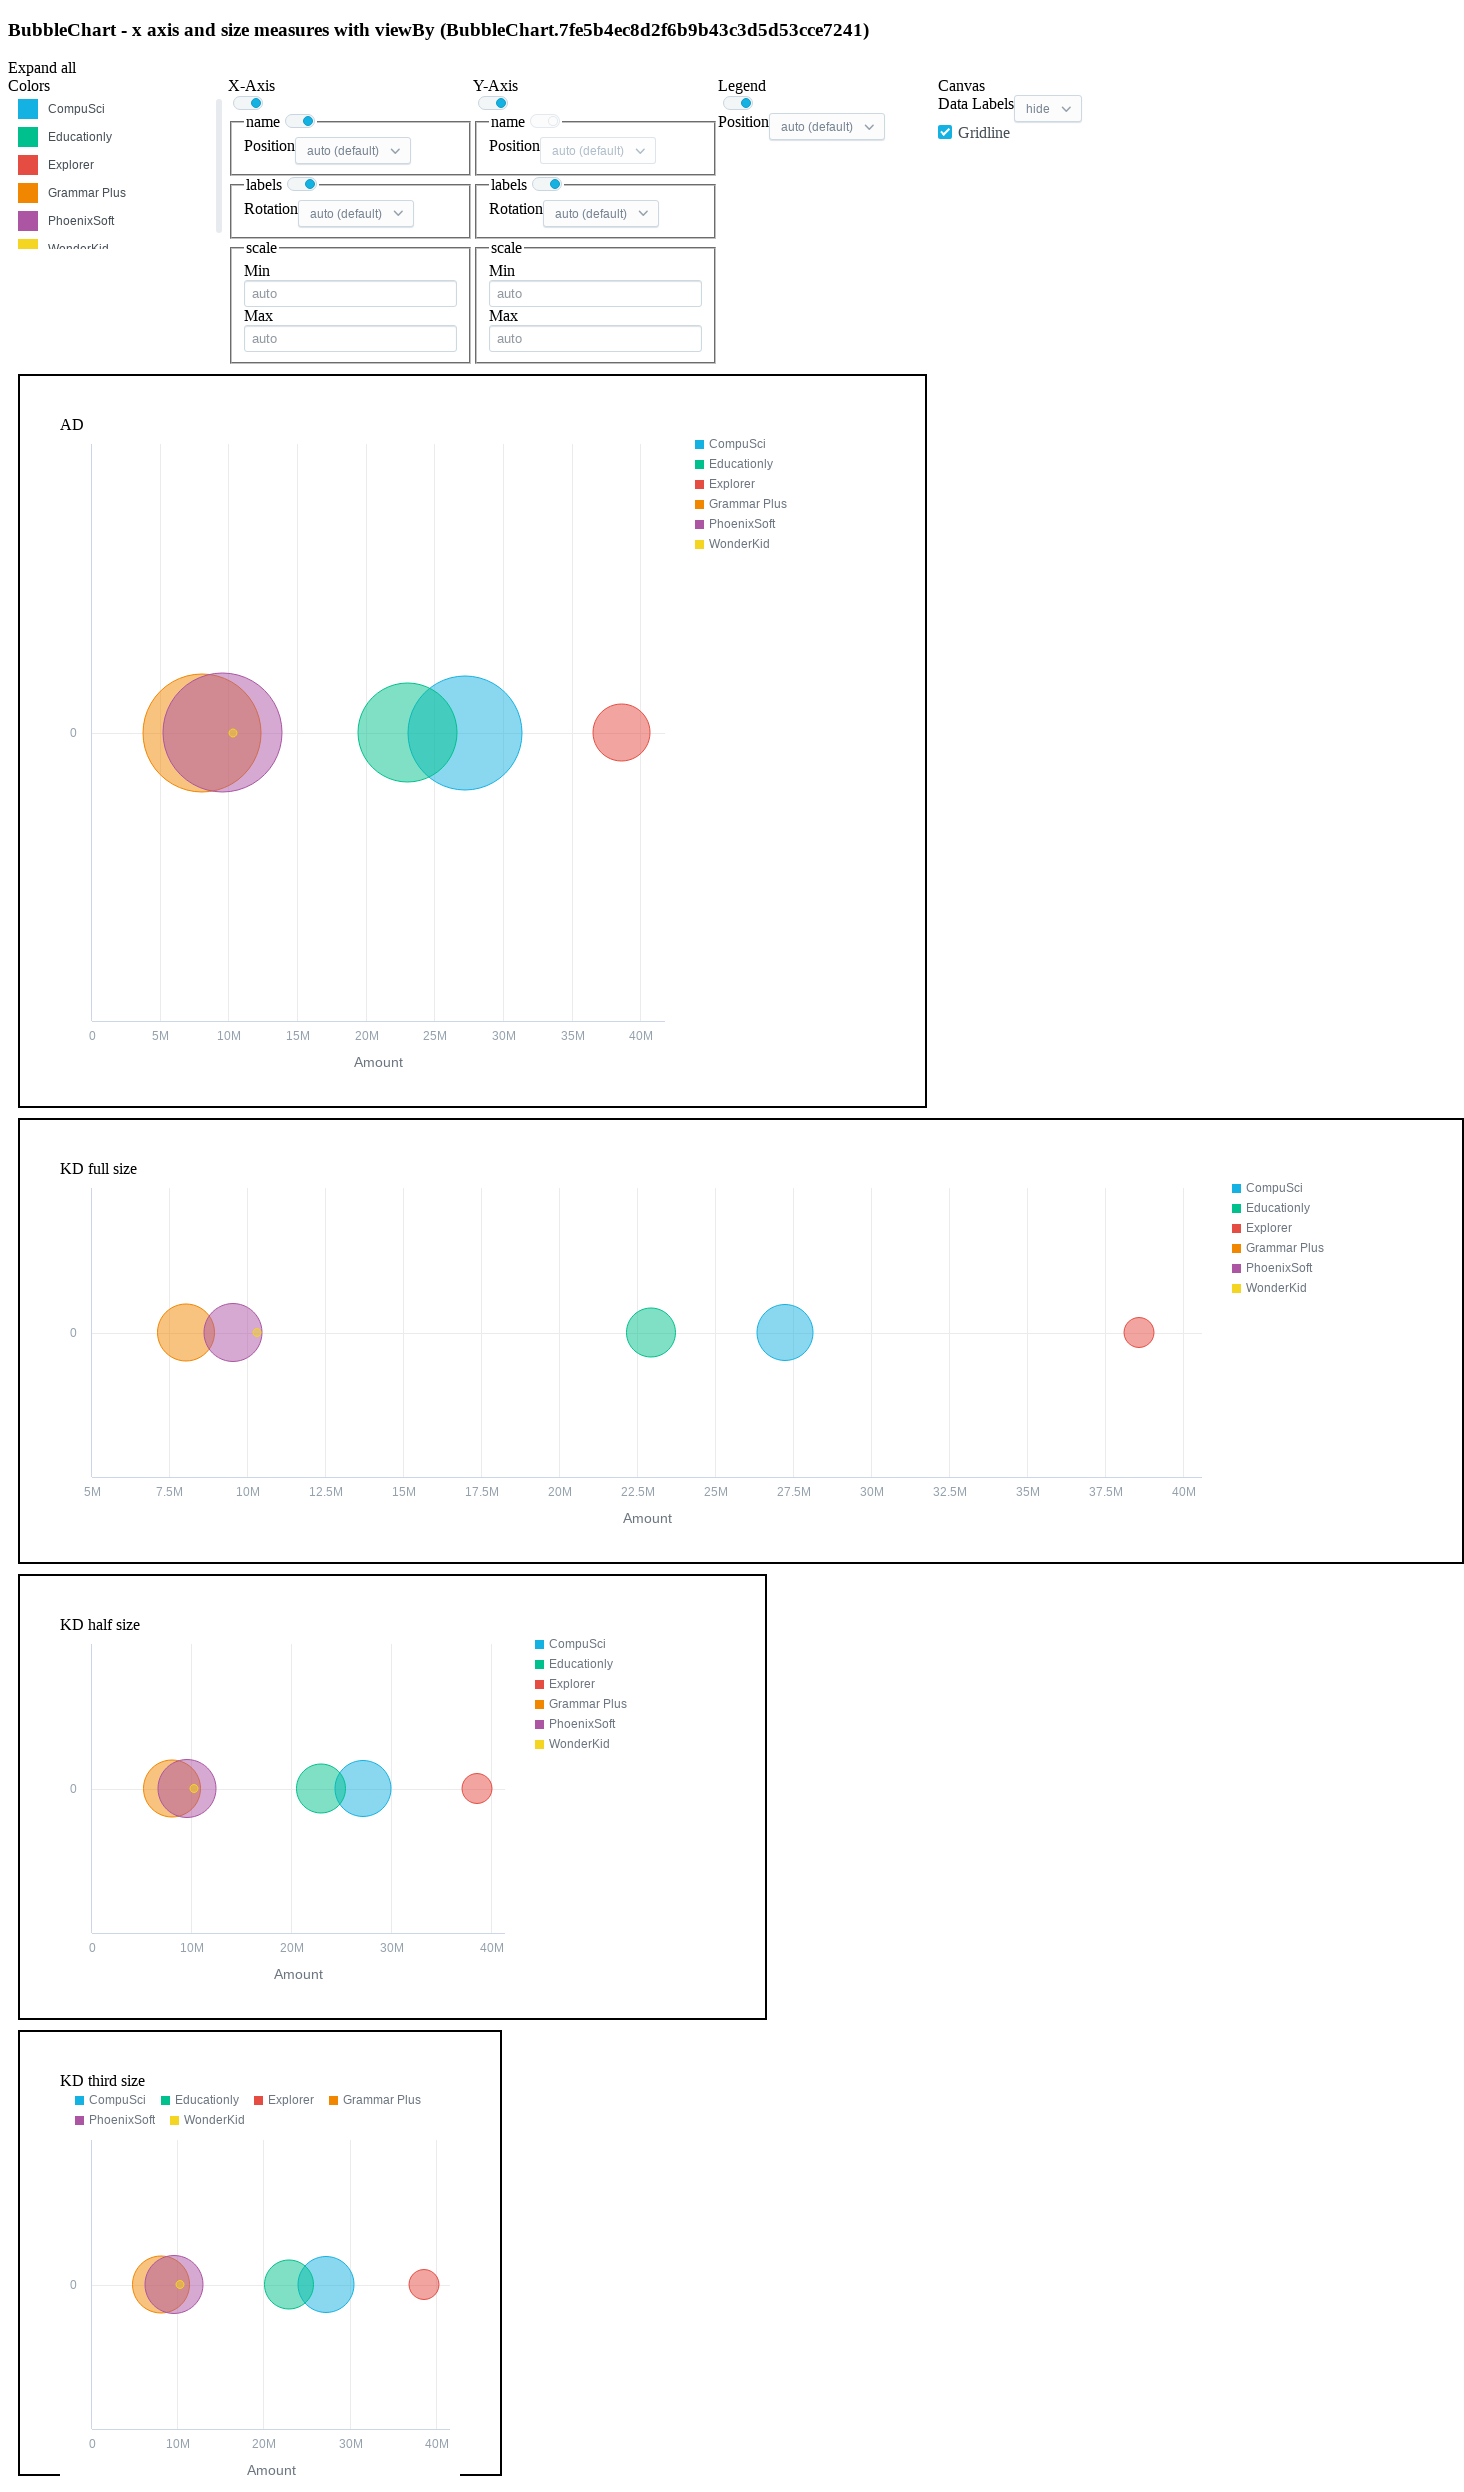 BubbleChart - x axis and size measures with viewBy (BubbleChart.7fe5b4ec8d2f6b9b43c3d5d53cce7241)
Expand all
Colors
CompuSci
Educationly
Explorer
Grammar Plus
PhoenixSoft
WonderKid
X-Axis
name
Position auto (default)
labels
Rotation auto (default)
scale
Min
auto
Max
auto
Y-Axis
name
Position auto (default)
labels
Rotation auto (default)
scale
Min
auto
Max
auto
Legend
Position auto (default)
Canvas
Data Labels hide
Gridline
AD
CompuSci
Educationly
Explorer
Grammar Plus
PhoenixSoft
WonderKid
0
0 5M 10M 15M 20M 25M 30M 35M 40M
Amount
KD full size
CompuSci
Educationly
Explorer
Grammar Plus
PhoenixSoft
WonderKid
0
5M 7.5M 10M 12.5M 15M 17.5M 20M 22.5M 25M 27.5M 30M 32.5M 35M 37.5M 40M
Amount
KD half size
CompuSci
Educationly
Explorer
Grammar Plus
PhoenixSoft
WonderKid
0
0 10M 20M 30M 40M
Amount
KD third size
CompuSci Educationly Explorer Grammar Plus
PhoenixSoft WonderKid
0
0 10M 20M 30M 40M
Amount